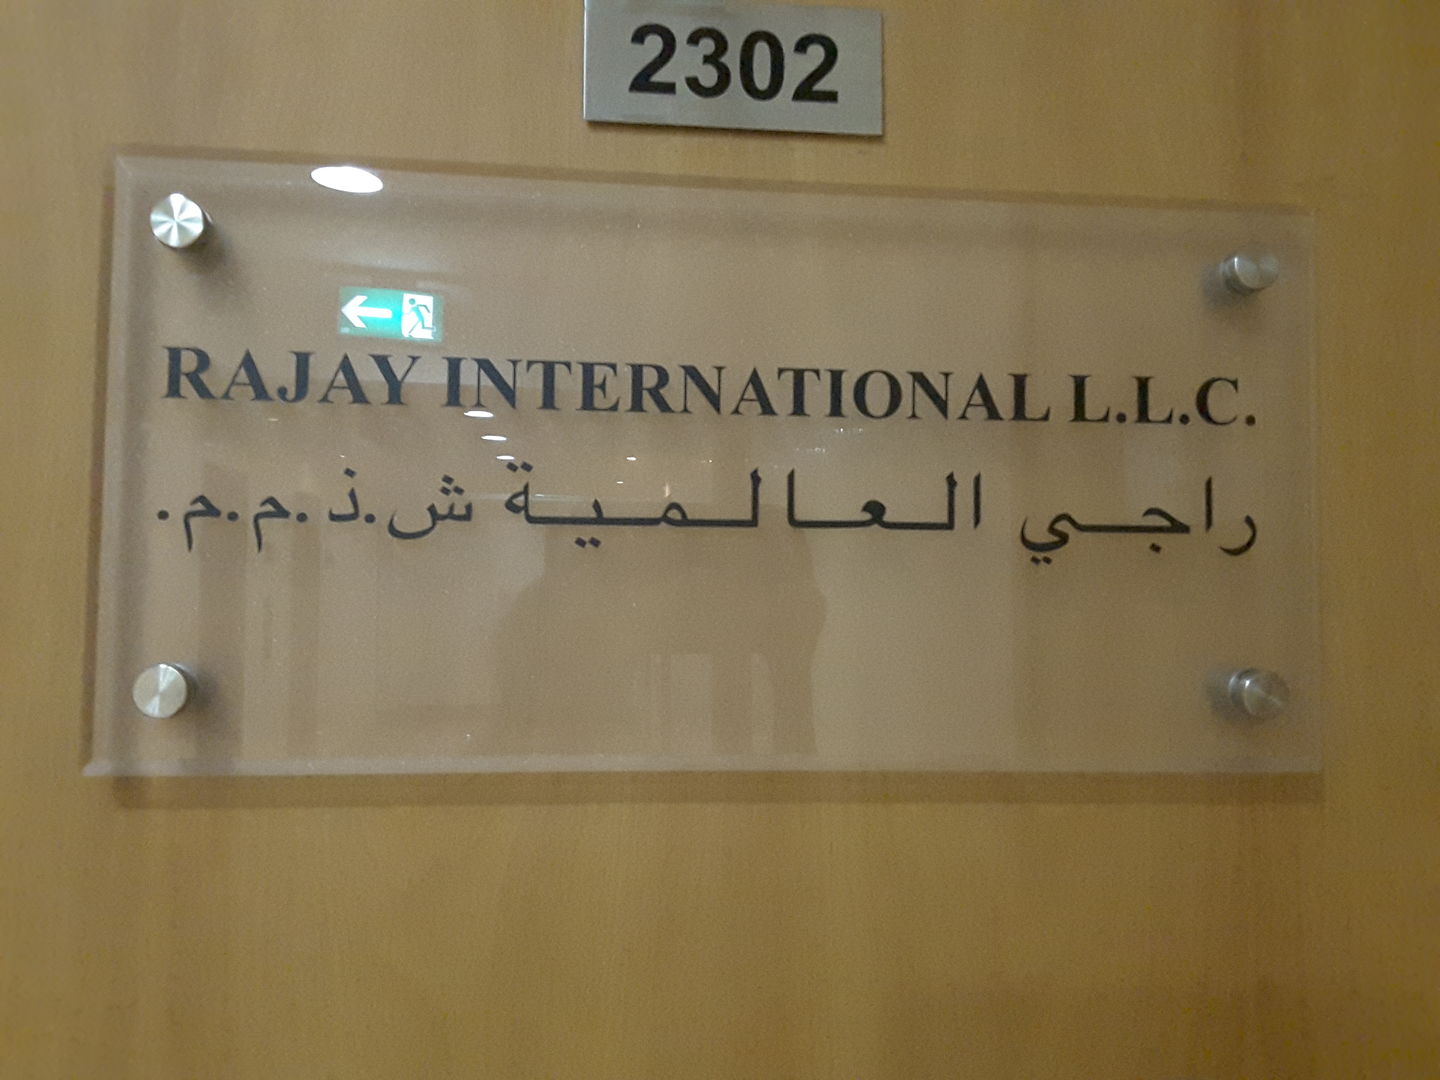 2302
RAJAY INTERNATIONAL L.L.C.
راجي العالمية ش.ذ.م.م.